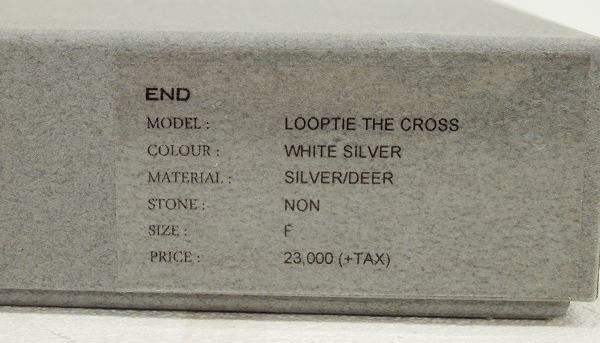 END
MODEL : LOOPTIE THE CROSS
COLOUR : WHITE SILVER
MATERIAL : SILVER/DEER
STONE : NON
SIZE : F
PRICE : 23,000 (+TAX)